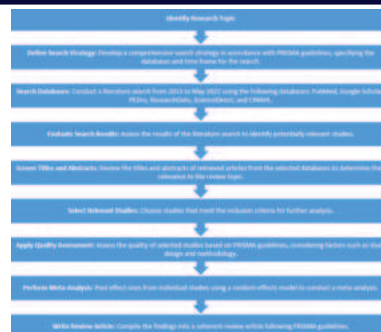 Identify Research Topic
Define Search Strategy: Develop a comprehensive search strategy in accordance with PRISMA guidelines, specifying the
databases and time frame for the search.
Search Databases: Conduct a literature search from 2013 to May 2022 using the following databases: PubMed, Google Scholar,
PEDro, ResearchGate, ScienceDirect, and CINAHL.
Evaluate Search Results: Assess the results of the literature search to identify potentially relevant studies.
Screen Titles and Abstracts: Review the titles and abstracts of retrieved articles from the selected databases to determine their
relevance to the review topic.
Select Relevant Studies: Choose studies that meet the inclusion criteria for further analysis.
Apply Quality Assessment: Assess the quality of selected studies based on PRISMA guidelines, considering factors such as study
design and methodology.
Perform Meta-Analysis: Pool effect sizes from individual studies using a random-effects model to conduct a meta-analysis.
Write Review Article: Compile the findings into a coherent review article following PRISMA guidelines.